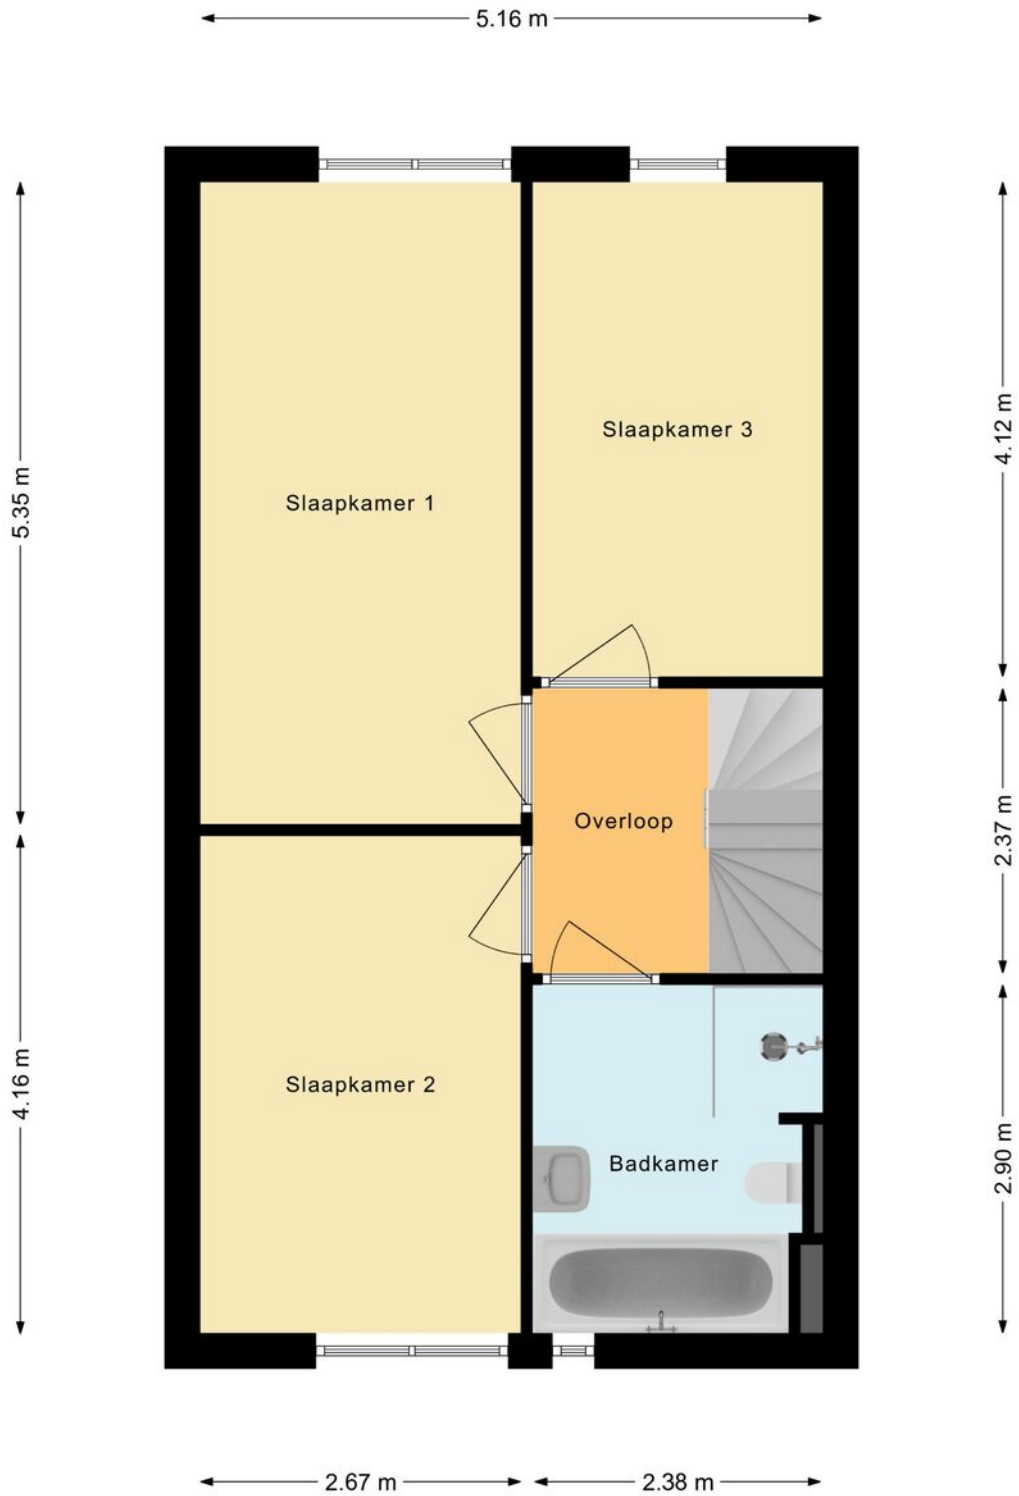 5.16 m
4.12 m
Slaapkamer 3
5.35 m
Slaapkamer 1
Overloop
2.37 m
4.16 m
Slaapkamer 2
2.90 m
Badkamer
2.67 m
2.38 m